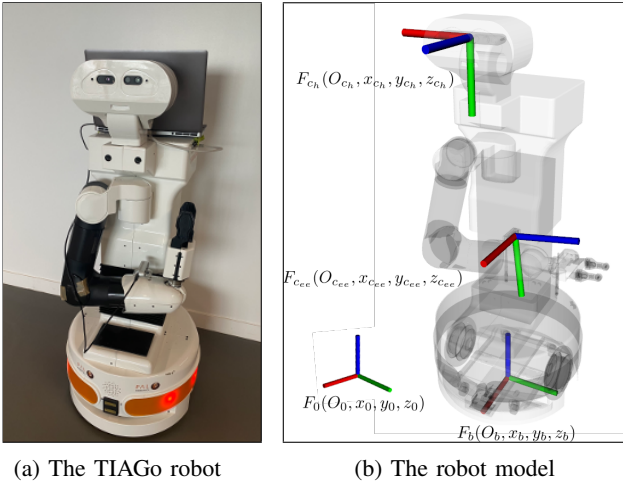 F_{c_h}(O_{c_h}, x_{c_h}, y_{c_h}, z_{c_h})
F_{c_{ee}}(O_{c_{ee}}, x_{c_{ee}}, y_{c_{ee}}, z_{c_{ee}})
F_0(O_0, x_0, y_0, z_0)
F_b(O_b, x_b, y_b, z_b)
(a) The TIAGo robot
(b) The robot model